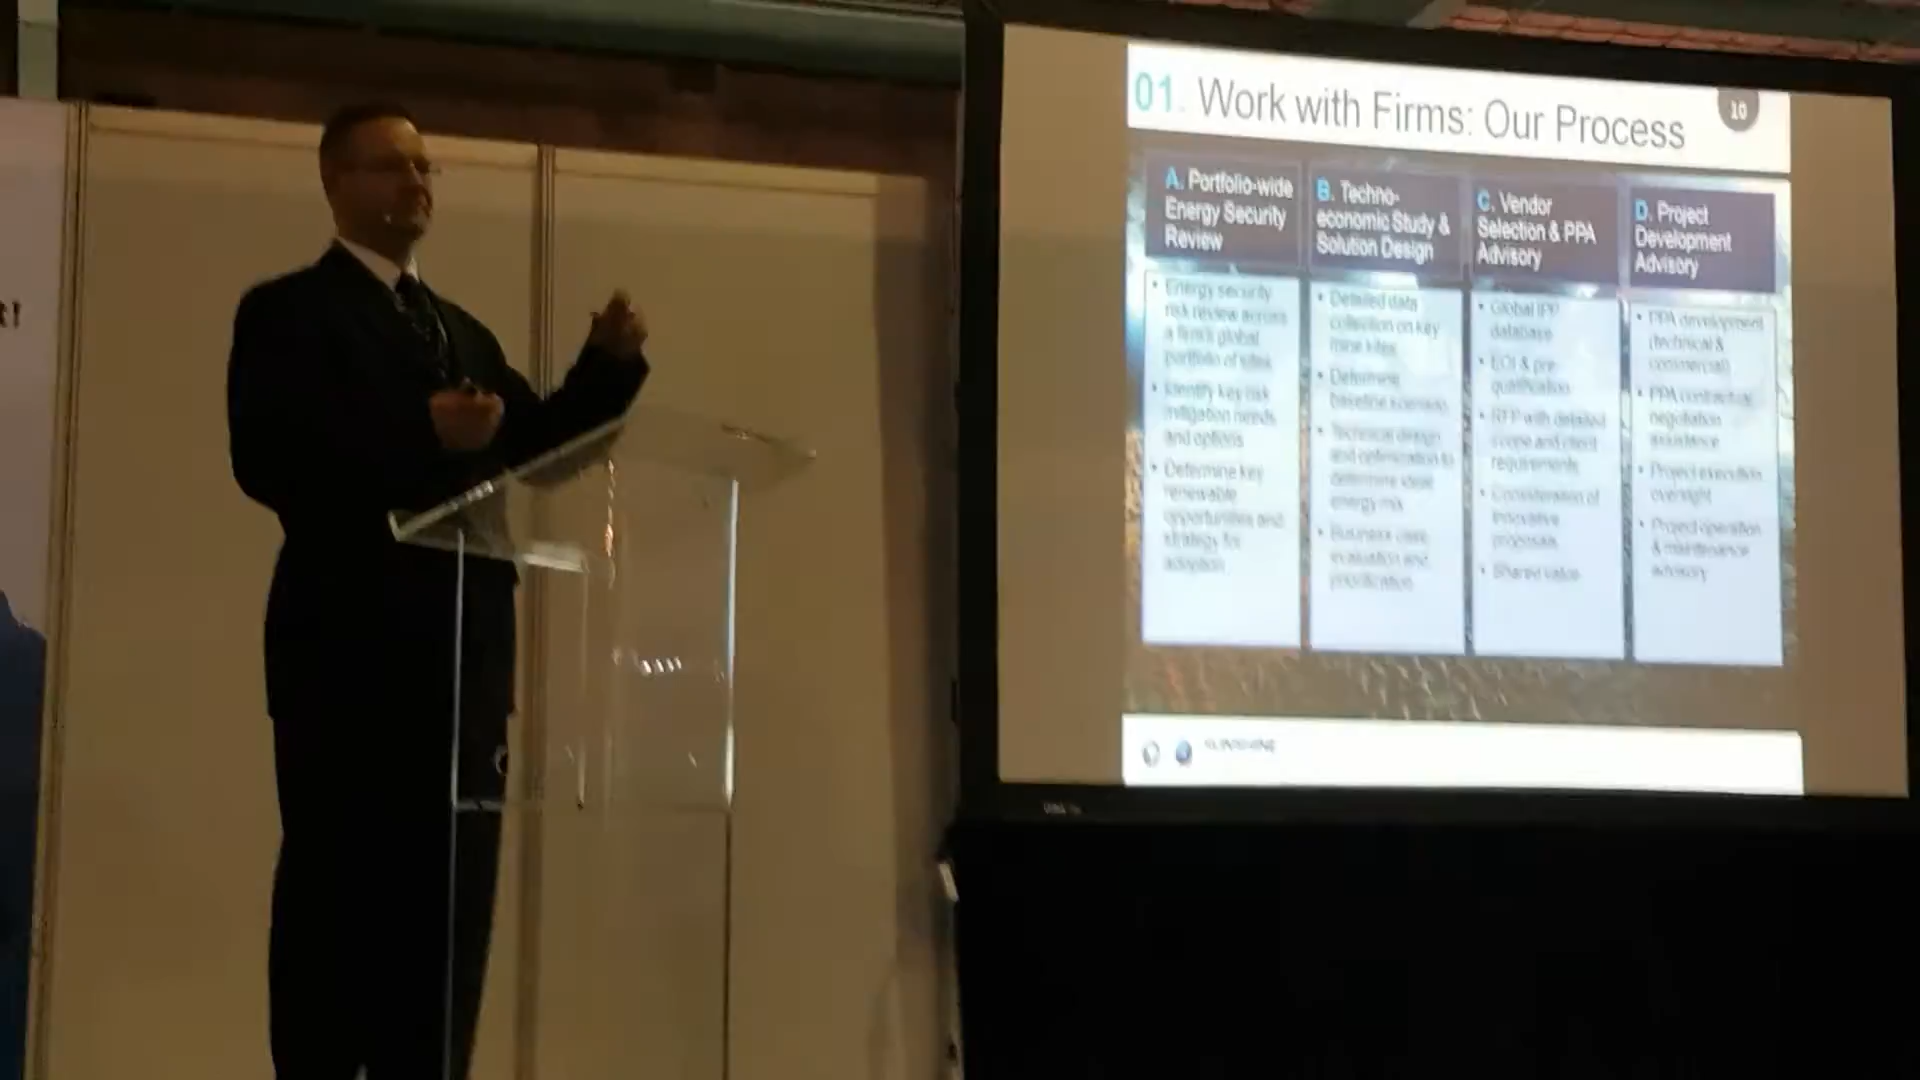 01. Work with Firms: Our Process
10
A. Portfolio-wide
Energy Security
Review
• Energy security
risk review across
a firm's global
portfolio of sites
• Identify key risk
mitigation needs
and options
• Determine key
renewable
opportunities and
strategy for
adoption
B. Techno-
economic Study &
Solution Design
• Detailed data
collection on key
mine sites
• Determine
baseline scenario
• Technical design
and optimization to
determine ideal
energy mix
• Business case
evaluation and
prioritization
C. Vendor
Selection & PPA
Advisory
• Global IPP
database
• EOI & pre-
qualification
• RFP with detailed
scope and client
requirements
• Consideration of
innovative
proposals
• Shared value
D. Project
Development
Advisory
• PPA development
(technical &
commercial)
• PPA contract &
negotiation
assistance
• Project execution
oversight
• Project operation
& maintenance
advisory